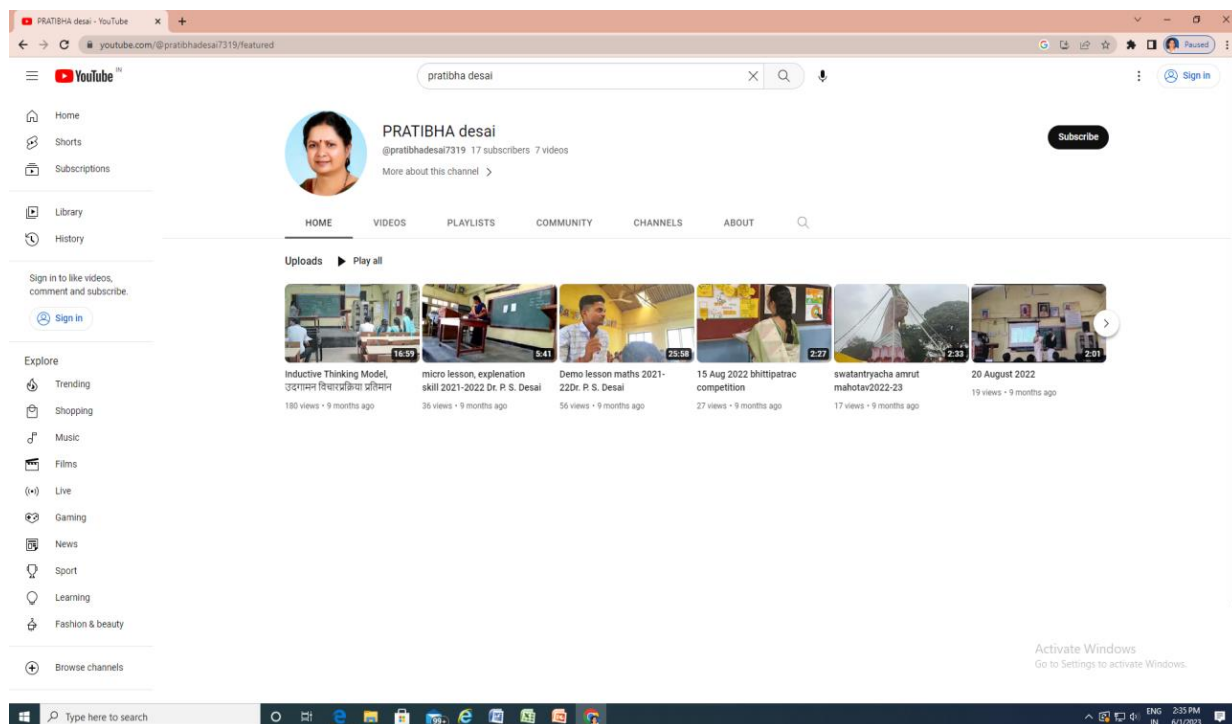 PRATIBHA desai - YouTube
youtube.com/@pratibhadesai7319/featured
Paused
YouTube IN
pratibha desai
Sign in
Home
Shorts
Subscriptions
Library
History
Sign in to like videos,
comment and subscribe.
Sign in
Explore
Trending
Shopping
Music
Films
Live
Gaming
News
Sport
Learning
Fashion & beauty
Browse channels
PRATIBHA desai
@pratibhadesai7319 17 subscribers 7 videos
More about this channel
Subscribe
HOME VIDEOS PLAYLISTS COMMUNITY CHANNELS ABOUT
Uploads Play all
16:59
Inductive Thinking Model,
उदगामन विचारप्रक्रिया प्रतिमान
180 views • 9 months ago
5:41
micro lesson, explenation
skill 2021-2022 Dr. P. S. Desai
36 views • 9 months ago
25:58
Demo lesson maths 2021-
22Dr. P. S. Desai
56 views • 9 months ago
2:27
15 Aug 2022 bhittipatrac
competition
27 views • 9 months ago
2:33
swatantryacha amrut
mahotav2022-23
17 views • 9 months ago
2:01
20 August 2022
19 views • 9 months ago
Activate Windows
Go to Settings to activate Windows.
Type here to search
99+
ENG 2:35 PM
IN 6/1/2023